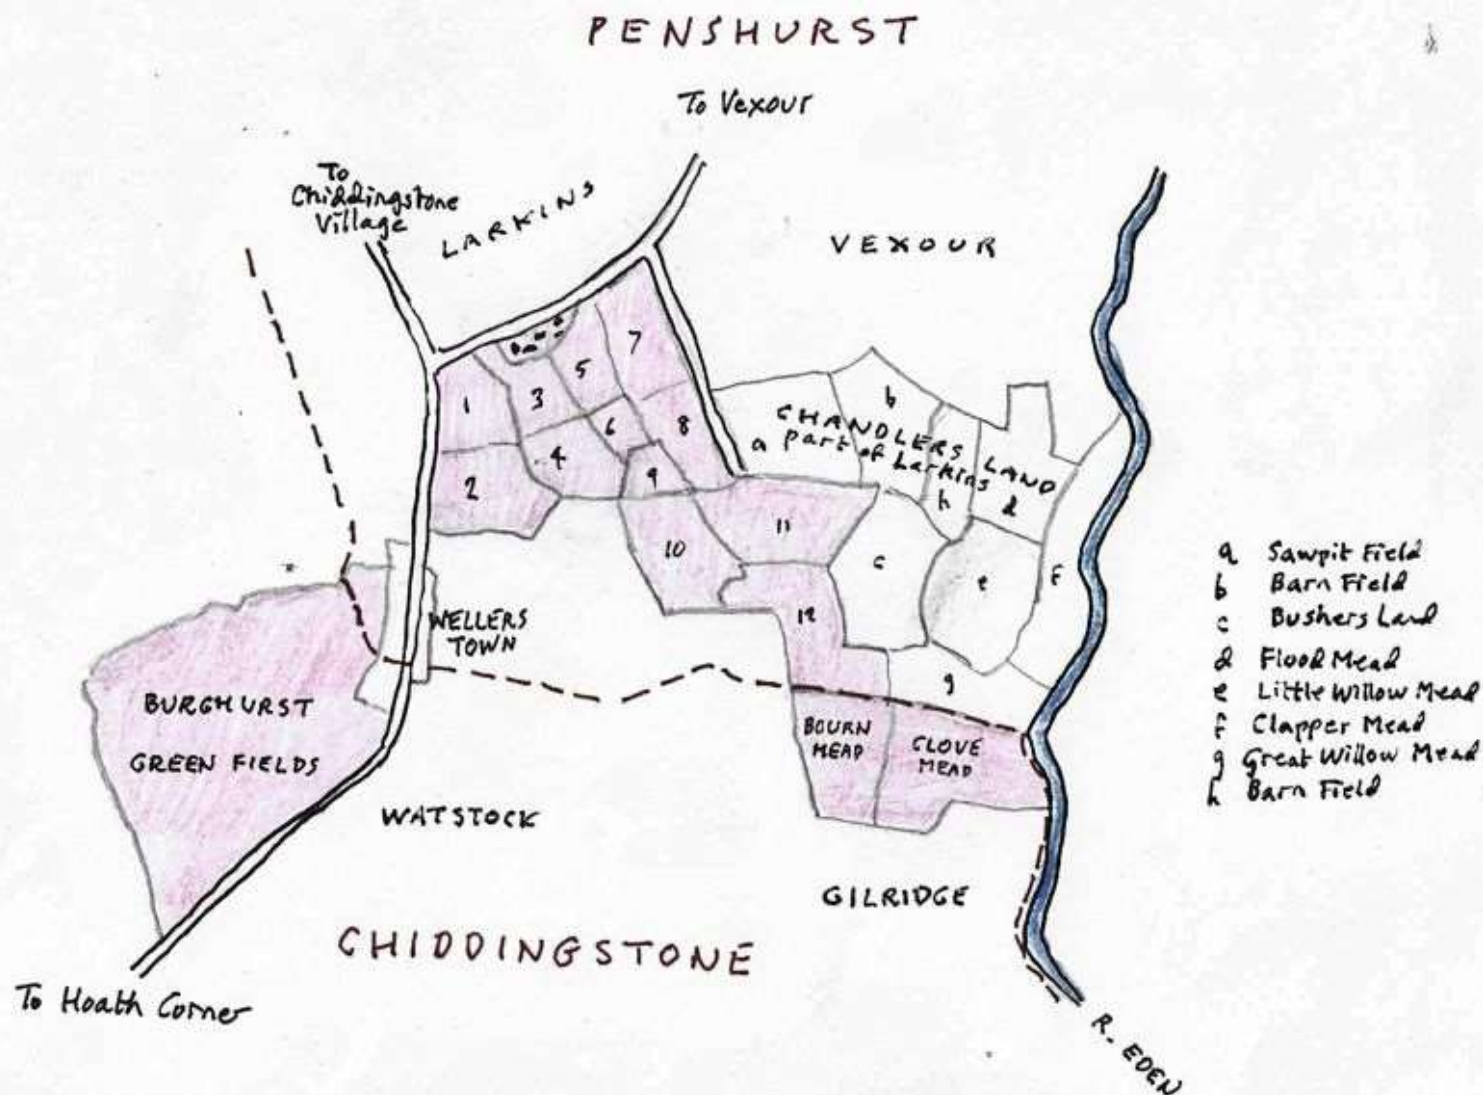 PENSHURST
To Vexour
To
Chiddingstone
Village
LARKINS
VEXOUR
7
5
3
1
b
CHANDLERS LAND
part of Larkins
a
8
6
4
9
2
h
d
11
10
c
e
f
12
WELLERS
TOWN
g
BURGHURST
GREEN FIELDS
BOURN
MEAD
CLOVE
MEAD
WATSTOCK
GILRIDGE
CHIDDINGSTONE
To Hoath Corner
R. EDEN
a Sawpit Field
b Barn Field
c Bushers Land
d Flood Mead
e Little Willow Mead
f Clapper Mead
g Great Willow Mead
h Barn Field